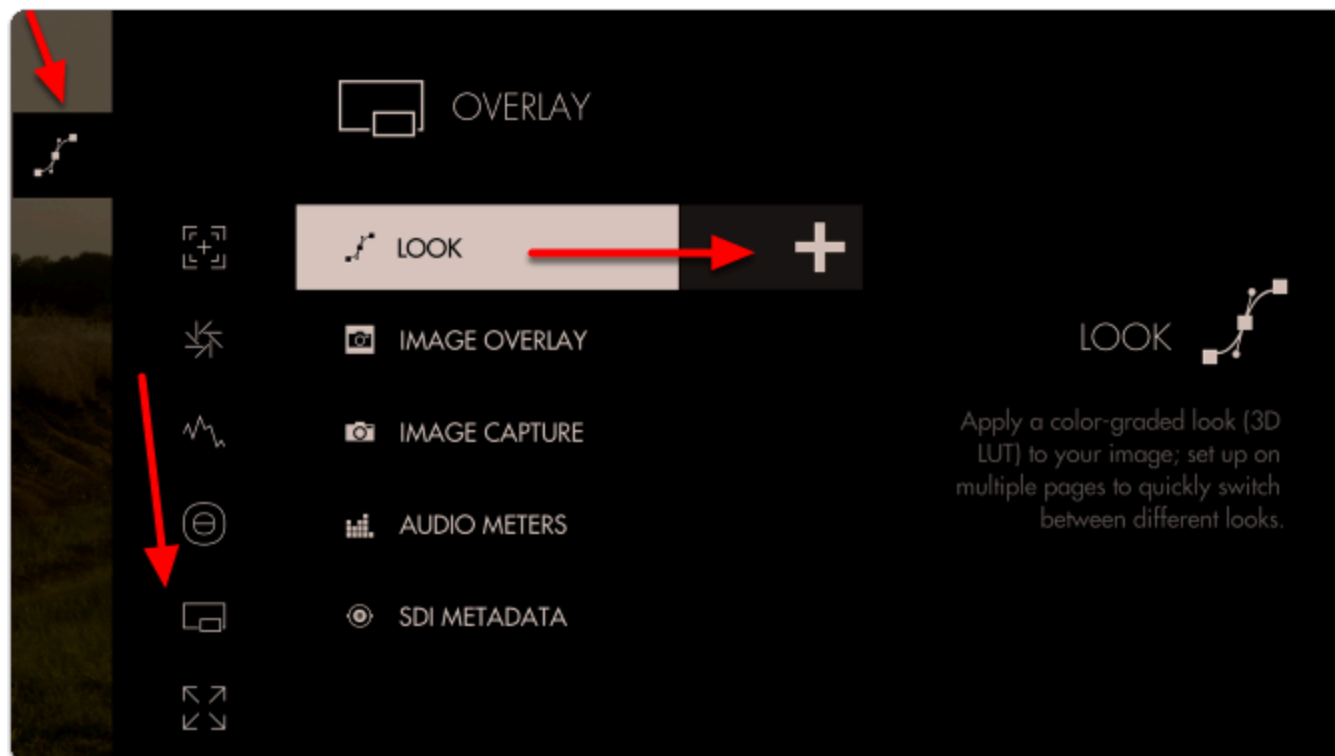 OVERLAY
LOOK
IMAGE OVERLAY
IMAGE CAPTURE
AUDIO METERS
SDI METADATA
LOOK
Apply a color-graded look (3D
LUT) to your image; set up on
multiple pages to quickly switch
between different looks.